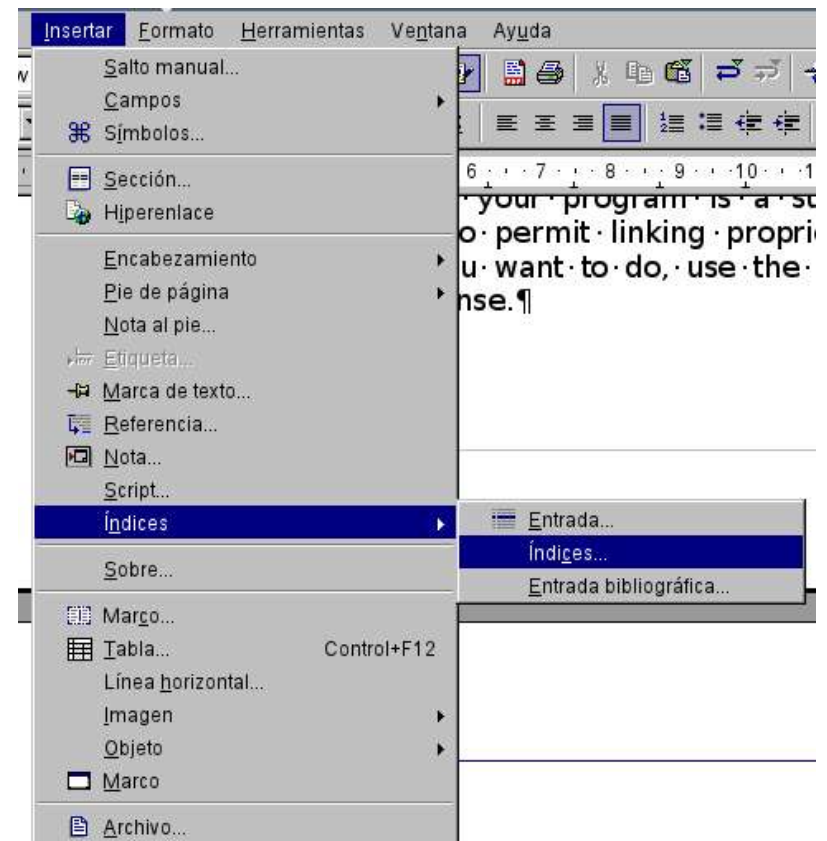 Insertar Formato Herramientas Ventana Ayuda
Salto manual...
Campos
Símbolos...
Sección...
6 · 7 · 8 · 9 · 10 ·
Hiperenlace
your · program · is · a ·
permit · linking ·
Encabezamiento
want · to · do, · use · the ·
Pie de página
¶
Nota al pie...
Etiqueta...
Marca de texto...
Referencia...
Nota...
Script...
Índices
Entrada...
Índices...
Entrada bibliográfica...
Sobre...
Marco...
Tabla... Control+F12
Línea horizontal...
Imagen
Objeto
Marco
Archivo...